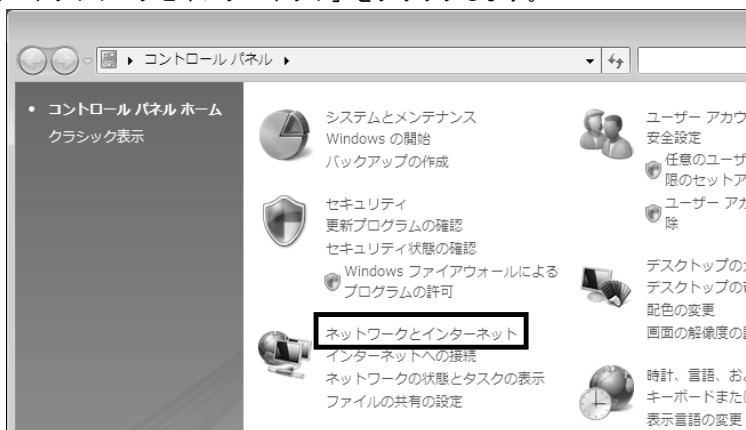 コントロール パネル
コントロール パネル ホーム
クラシック表示
システムとメンテナンス
Windows の開始
バックアップの作成
セキュリティ
更新プログラムの確認
セキュリティ状態の確認
Windows ファイアウォールによる
プログラムの許可
ネットワークとインターネット
インターネットへの接続
ネットワークの状態とタスクの表示
ファイルの共有の設定
ユーザー アカウ
安全設定
任意のユーザ
限のセットア
ユーザー アカ
除
デスクトップの
デスクトップの
配色の変更
画面の解像度の
時計、言語、お
キーボードまた
表示言語の変更